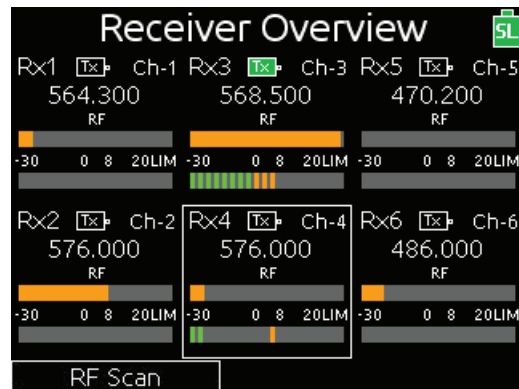 Receiver Overview SL
Rx1 Tx Ch-1 Rx3 Tx Ch-3 Rx5 Tx Ch-5
564.300 568.500 470.200
RF RF RF
-30 0 8 20LIM -30 0 8 20LIM -30 0 8 20LIM
Rx2 Tx Ch-2 Rx4 Tx Ch-4 Rx6 Tx Ch-6
576.000 576.000 486.000
RF RF RF
-30 0 8 20LIM -30 0 8 20LIM -30 0 8 20LIM
RF Scan